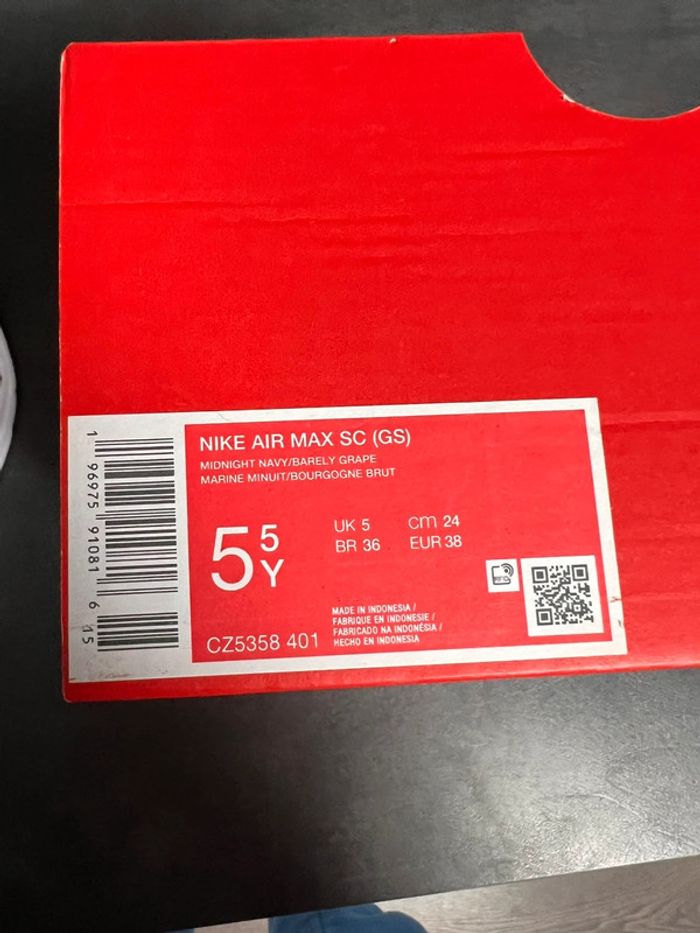 NIKE AIR MAX SC (GS)
MIDNIGHT NAVY/BARELY GRAPE
MARINE MINUIT/BOURGOGNE BRUT
5 5 Y
UK 5 cm 24
BR 36 EUR 38
CZ5358 401
MADE IN INDONESIA /
FABRIQUE EN INDONESIE /
FABRICADO NA INDONÉSIA /
HECHO EN INDONESIA
1 96975 91081 6 15